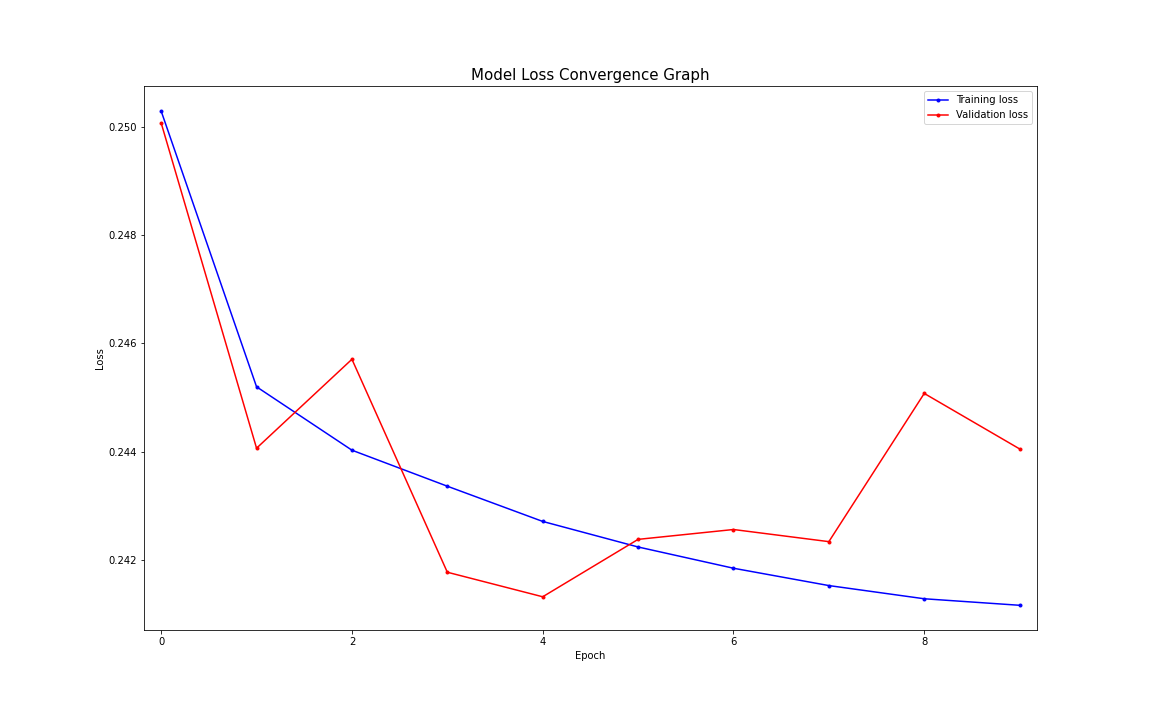 Model Loss Convergence Graph
Training loss
Validation loss
0.250
0.248
0.246
0.244
0.242
Loss
0 2 4 6 8
Epoch